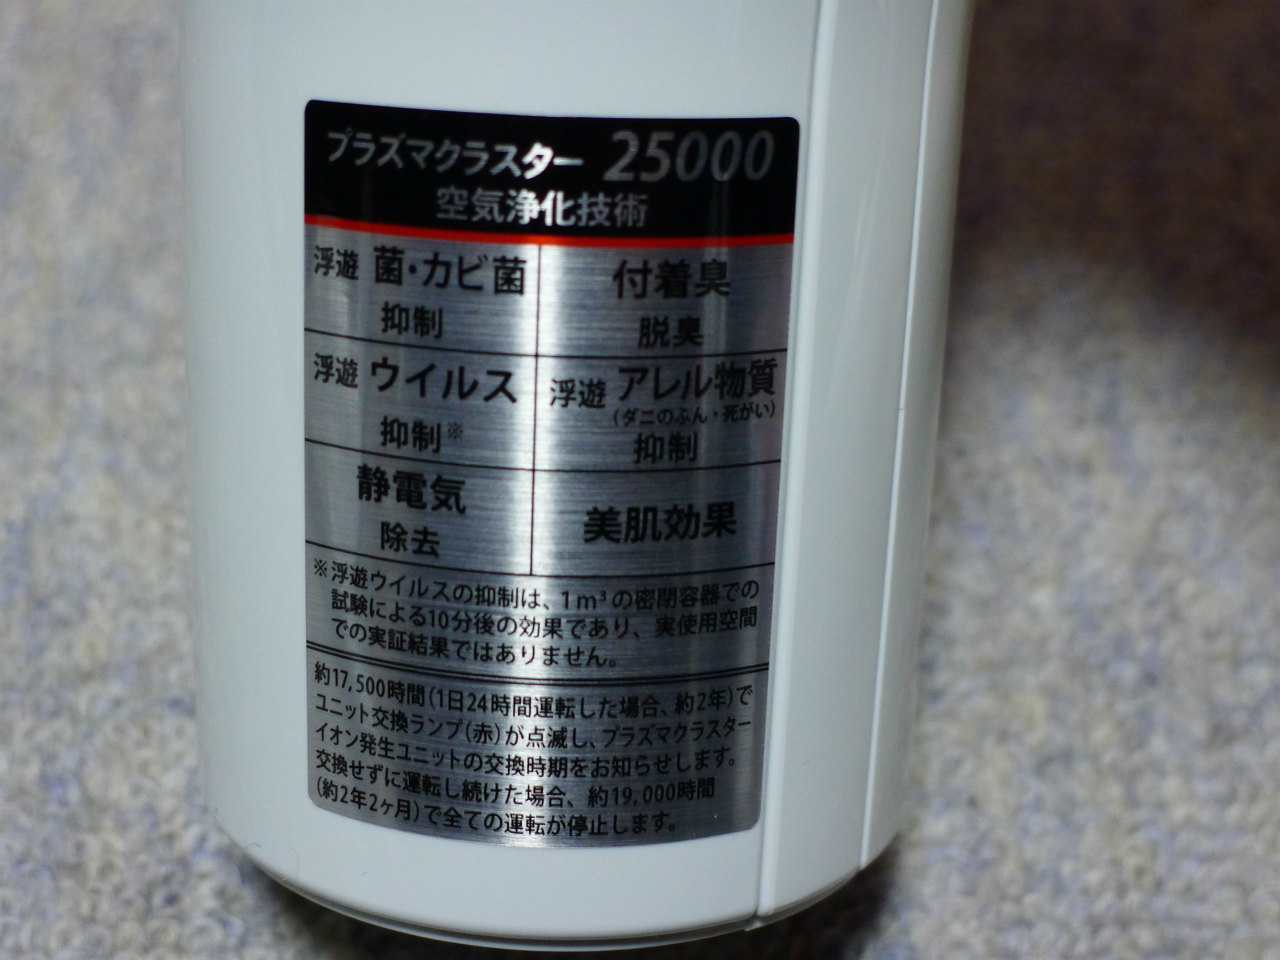 プラズマクラスター 25000
空気浄化技術
浮遊 菌・カビ菌
抑制
付着臭
脱臭
浮遊 ウイルス
抑制※
浮遊 アレル物質
(ダニのふん・死がい)
抑制
静電気
除去
美肌効果
※浮遊ウイルスの抑制は、1m³の密閉容器での
試験による10分後の効果であり、実使用空間
での実証結果ではありません。
約17,500時間(1日24時間運転した場合、約2年)で
ユニット交換ランプ(赤)が点滅し、プラズマクラスター
イオン発生ユニットの交換時期をお知らせします。
交換せずに運転し続けた場合、約19,000時間
(約2年2ヶ月)で全ての運転が停止します。